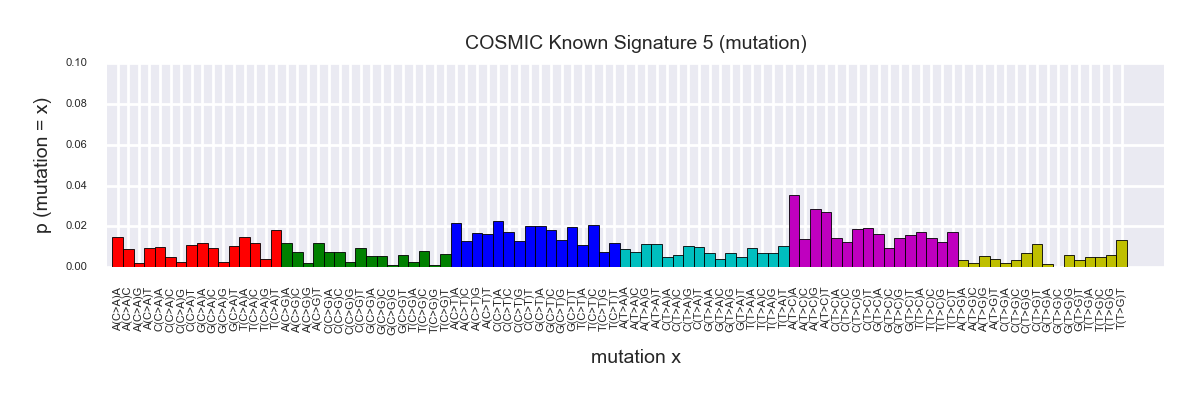 COSMIC Known Signature 5 (mutation)
0.10
0.08
0.06
0.04
0.02
0.00
p (mutation = x)
A(C>A)A
A(C>A)C
A(C>A)G
A(C>A)T
C(C>A)A
C(C>A)C
C(C>A)G
C(C>A)T
G(C>A)A
G(C>A)C
G(C>A)G
G(C>A)T
T(C>A)A
T(C>A)C
T(C>A)G
T(C>A)T
A(C>G)A
A(C>G)C
A(C>G)G
A(C>G)T
C(C>G)A
C(C>G)C
C(C>G)G
C(C>G)T
G(C>G)A
G(C>G)C
G(C>G)G
G(C>G)T
T(C>G)A
T(C>G)C
T(C>G)G
T(C>G)T
A(C>T)A
A(C>T)C
A(C>T)G
A(C>T)T
C(C>T)A
C(C>T)C
C(C>T)G
C(C>T)T
G(C>T)A
G(C>T)C
G(C>T)G
G(C>T)T
T(C>T)A
T(C>T)C
T(C>T)G
T(C>T)T
A(T>A)A
A(T>A)C
A(T>A)G
A(T>A)T
C(T>A)A
C(T>A)C
C(T>A)G
C(T>A)T
G(T>A)A
G(T>A)C
G(T>A)G
G(T>A)T
T(T>A)A
T(T>A)C
T(T>A)G
T(T>A)T
A(T>C)A
A(T>C)C
A(T>C)G
A(T>C)T
C(T>C)A
C(T>C)C
C(T>C)G
C(T>C)T
G(T>C)A
G(T>C)C
G(T>C)G
G(T>C)T
T(T>C)A
T(T>C)C
T(T>C)G
T(T>C)T
A(T>G)A
A(T>G)C
A(T>G)G
A(T>G)T
C(T>G)A
C(T>G)C
C(T>G)G
C(T>G)T
G(T>G)A
G(T>G)C
G(T>G)G
G(T>G)T
T(T>G)A
T(T>G)C
T(T>G)G
T(T>G)T
mutation x